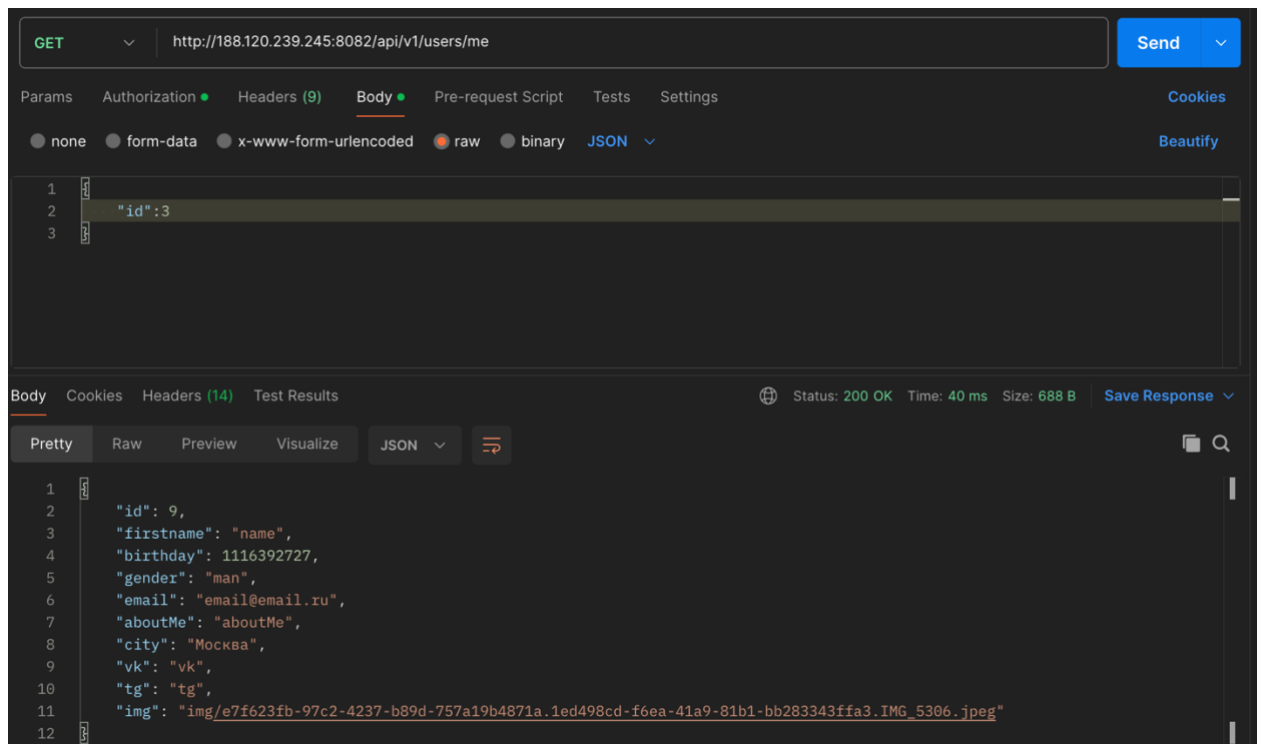 GET http://188.120.239.245:8082/api/v1/users/me Send
Params Authorization Headers (9) Body Pre-request Script Tests Settings Cookies
none form-data x-www-form-urlencoded raw binary JSON Beautify
1 {
2 "id":3
3 }
Body Cookies Headers (14) Test Results Status: 200 OK Time: 40 ms Size: 688 B Save Response
Pretty Raw Preview Visualize JSON
1 {
2 "id": 9,
3 "firstname": "name",
4 "birthday": 1116392727,
5 "gender": "man",
6 "email": "email@email.ru",
7 "aboutMe": "aboutMe",
8 "city": "Москва",
9 "vk": "vk",
10 "tg": "tg",
11 "img": "img/e7f623fb-97c2-4237-b89d-757a19b4871a.1ed498cd-f6ea-41a9-81b1-bb283343ffa3.IMG_5306.jpeg"
12 }